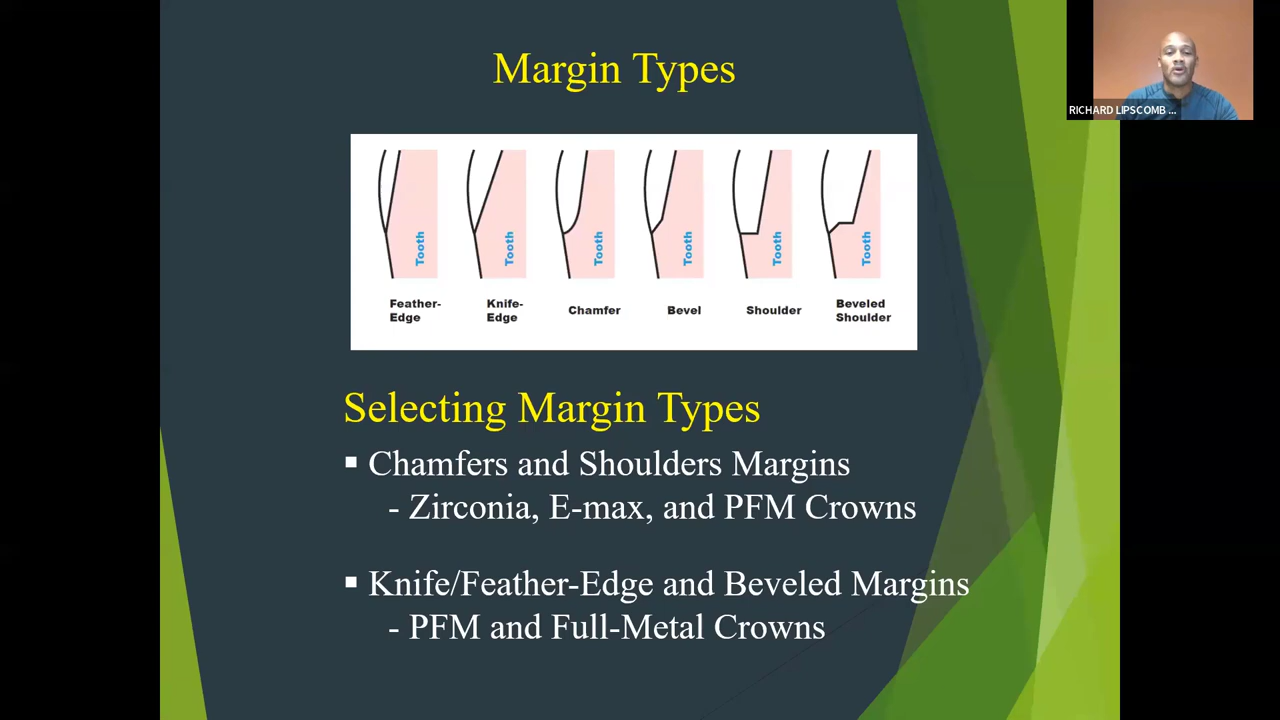 Margin Types
RICHARD LIPSCOMB ...
Tooth
Tooth
Tooth
Tooth
Tooth
Tooth
Feather-
Edge
Knife-
Edge
Chamfer
Bevel
Shoulder
Beveled
Shoulder
Selecting Margin Types
▪ Chamfers and Shoulders Margins
- Zirconia, E-max, and PFM Crowns
▪ Knife/Feather-Edge and Beveled Margins
- PFM and Full-Metal Crowns